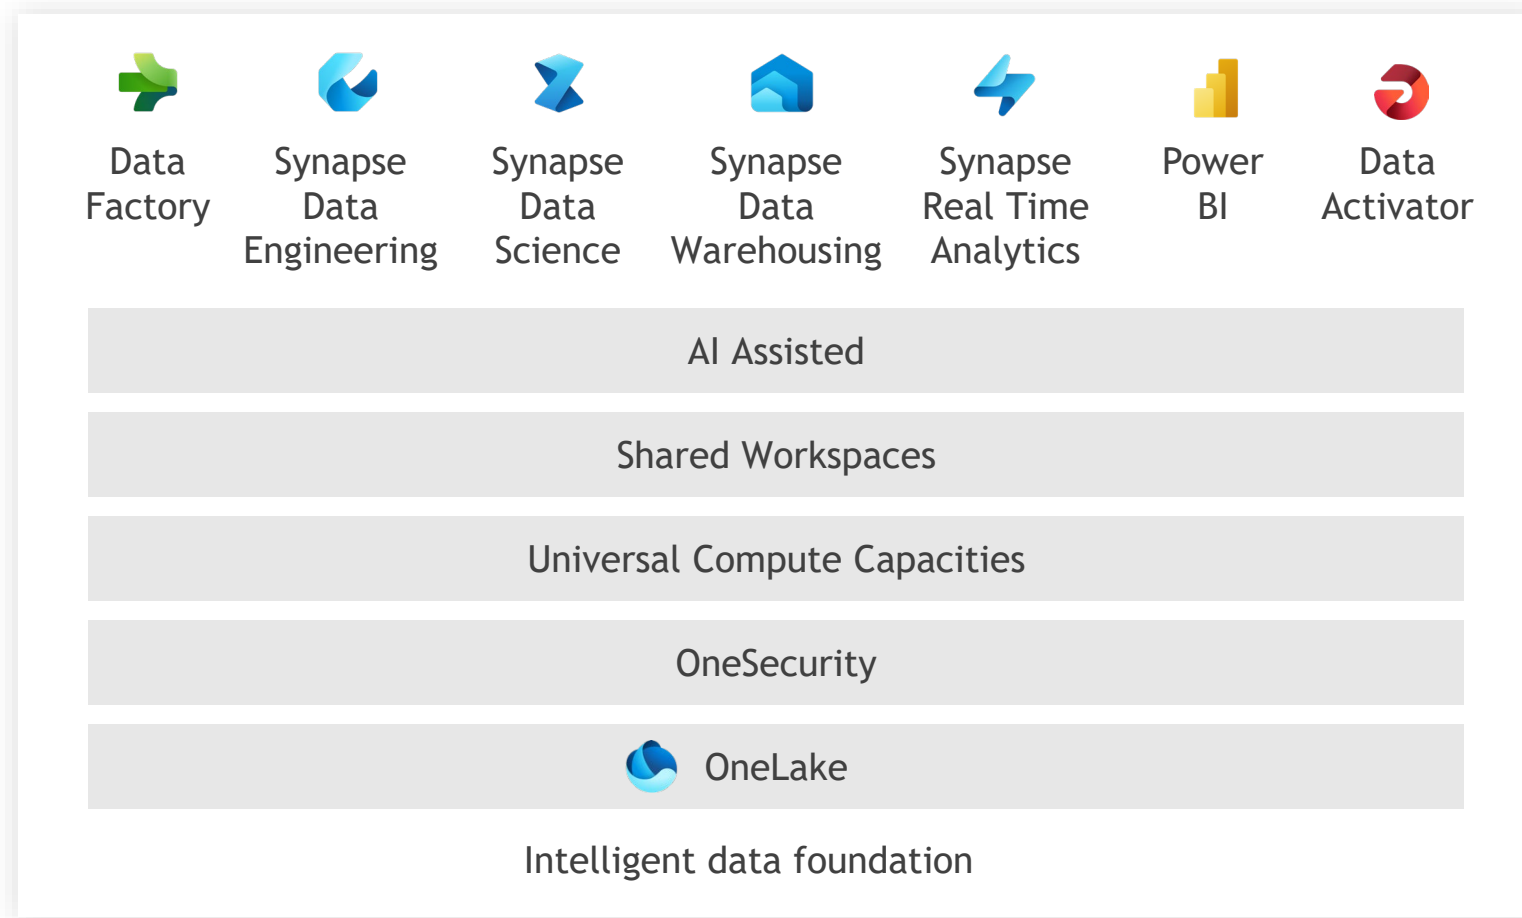 Data
Factory
Synapse
Data
Engineering
Synapse
Data
Science
Synapse
Data
Warehousing
Synapse
Real Time
Analytics
Power
BI
Data
Activator
AI Assisted
Shared Workspaces
Universal Compute Capacities
OneSecurity
OneLake
Intelligent data foundation